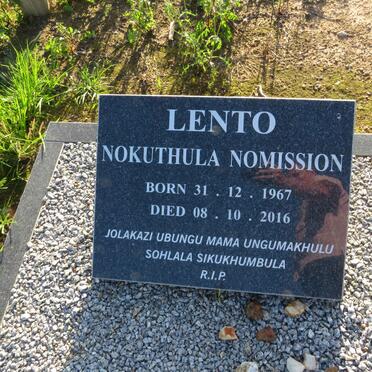 LENTO
NOKUTHULA NOMISSION
BORN 31 . 12 . 1967
DIED 08 . 10 . 2016
JOLAKAZI UBUNGU MAMA UNGUMAKHULU
SOHLALA SIKUKHUMBULA
R.I.P.